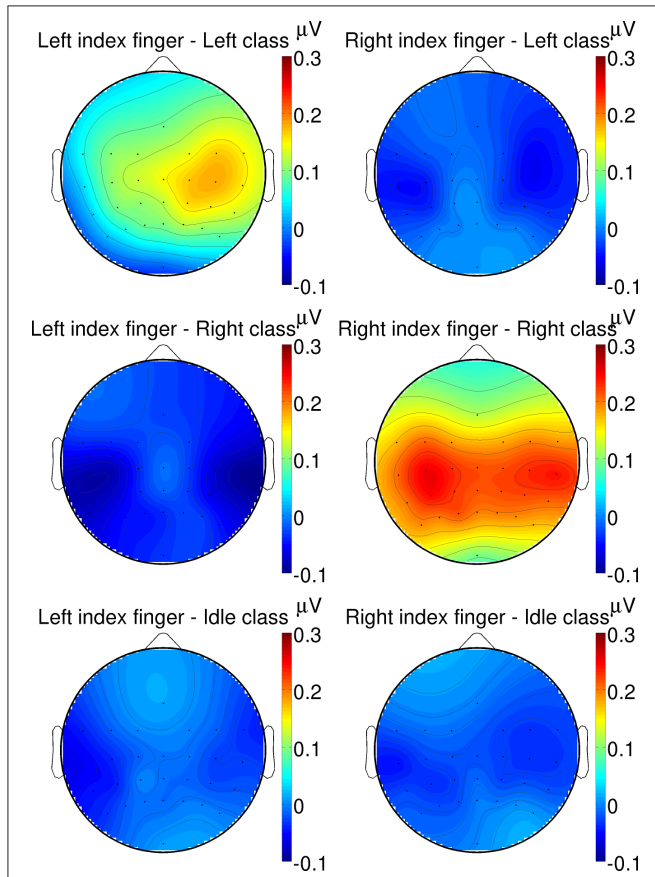 Left index finger - Left class
μV
0.3
0.2
0.1
0
-0.1
Right index finger - Left class
μV
0.3
0.2
0.1
0
-0.1
Left index finger - Right class
μV
0.3
0.2
0.1
0
-0.1
Right index finger - Right class
μV
0.3
0.2
0.1
0
-0.1
Left index finger - Idle class
μV
0.3
0.2
0.1
0
-0.1
Right index finger - Idle class
μV
0.3
0.2
0.1
0
-0.1